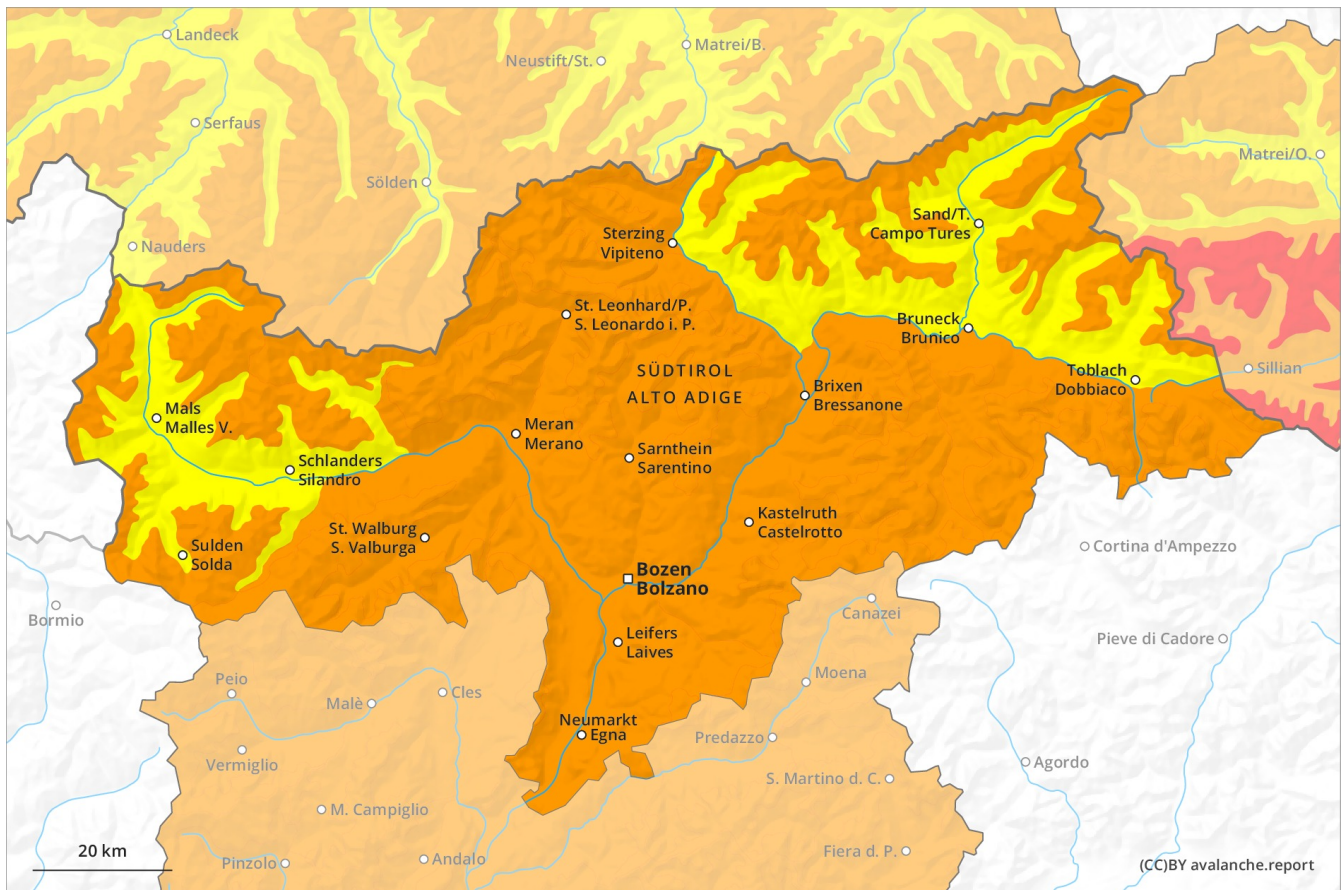 Landeck
Matrei/B.
Neustift/St.
Serfaus
Matrei/O.
Sölden
Sand/T.
Campo Tures
Sterzing
Vipiteno
Nauders
St. Leonhard/P.
S. Leonardo i. P.
Bruneck
Brunico
SÜDTIROL
ALTO ADIGE
Toblach
Dobbiaco
Sillian
Brixen
Bressanone
Mals
Malles V.
Meran
Merano
Sarnthein
Sarentino
Schlanders
Silandro
Kastelruth
Castelrotto
St. Walburg
S. Valburga
Sulden
Solda
Cortina d'Ampezzo
Bozen
Bolzano
Bormio
Canazei
Leifers
Laives
Pieve di Cadore
Peio
Moena
Malè
Cles
Neumarkt
Egna
Predazzo
Vermiglio
Agordo
S. Martino d. C.
M. Campiglio
20 km
Pinzolo
Andalo
Fiera d. P.
(CC)BY avalanche.report